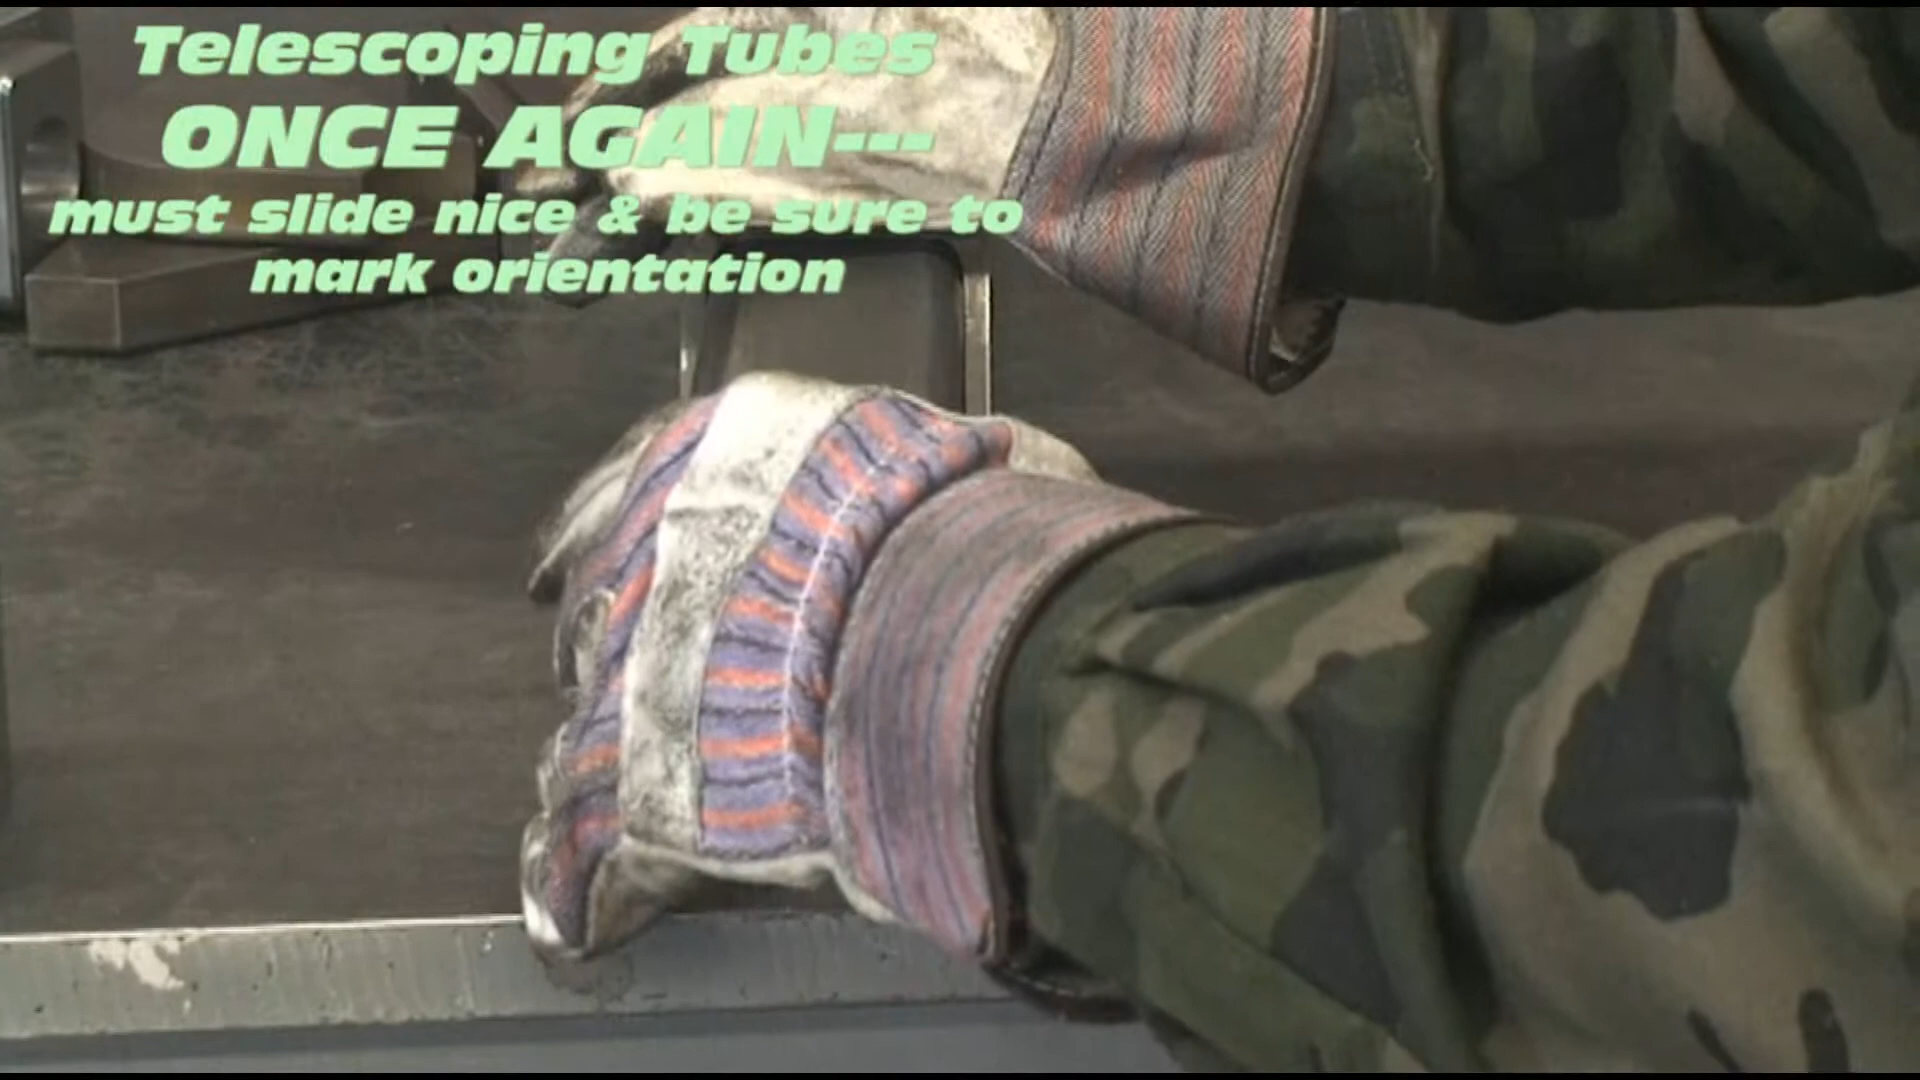 Telescoping Tubes
ONCE AGAIN---
must slide nice & be sure to
mark orientation